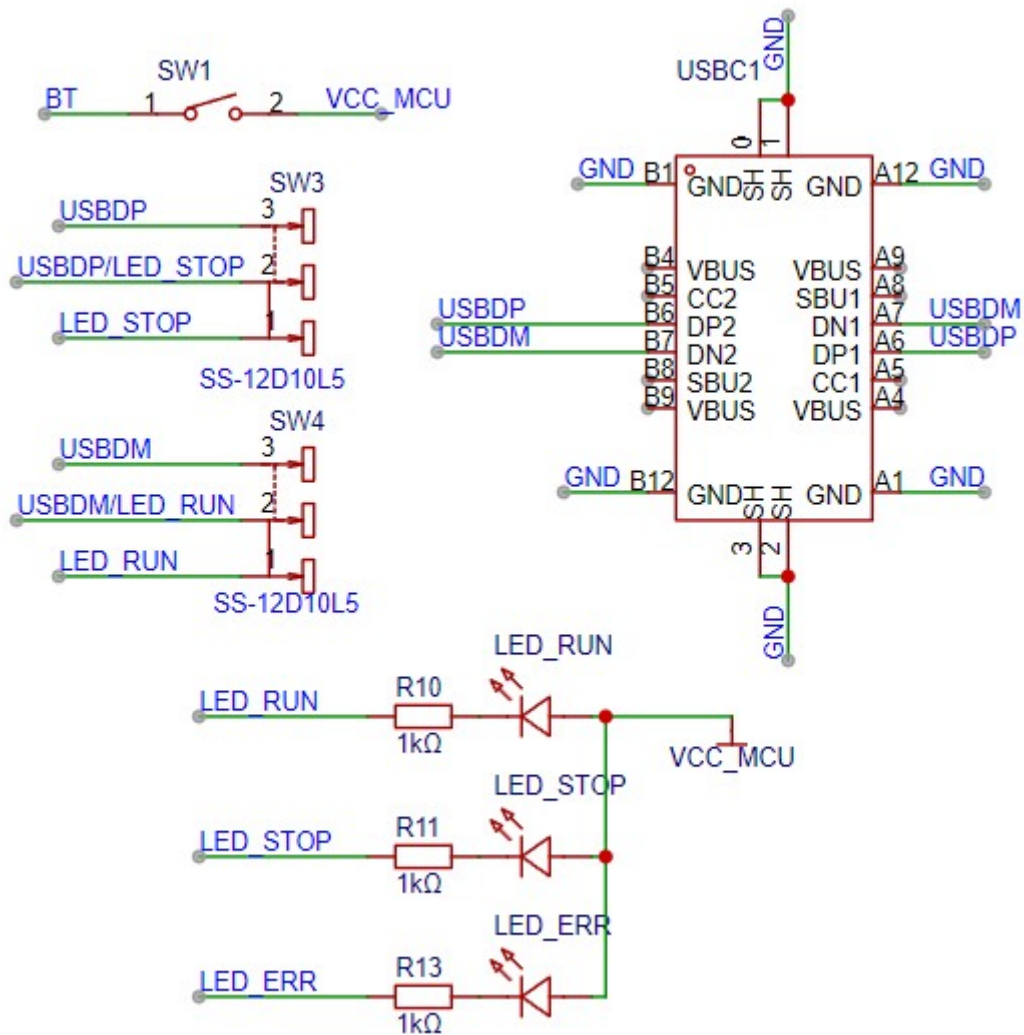 SW1
BT 1 2 VCC_MCU
SW3
USBDP 3
USBDP/LED_STOP 2
LED_STOP 1
SS-12D10L5
SW4
USBDM 3
USBDM/LED_RUN 2
LED_RUN 1
SS-12D10L5
GND
USBC1
0 1
GND B1 GND SH SH GND A12 GND
B4 VBUS VBUS A9
B5 CC2 SBU1 A8
USBDP B6 DP2 DN1 A7 USBDM
USBDM B7 DN2 DP1 A6 USBDP
B8 SBU2 CC1 A5
B9 VBUS VBUS A4
GND B12 GND SH SH GND A1 GND
3 2
GND
LED_RUN
LED_RUN R10
1kΩ
VCC_MCU
LED_STOP
LED_STOP R11
1kΩ
LED_ERR
LED_ERR R13
1kΩ